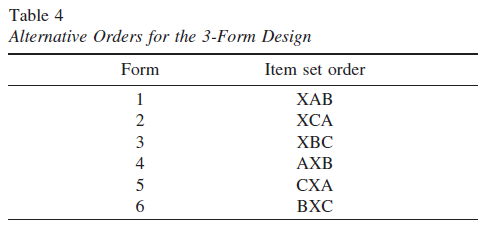 Table 4
Alternative Orders for the 3-Form Design
Form Item set order
1 XAB
2 XCA
3 XBC
4 AXB
5 CXA
6 BXC